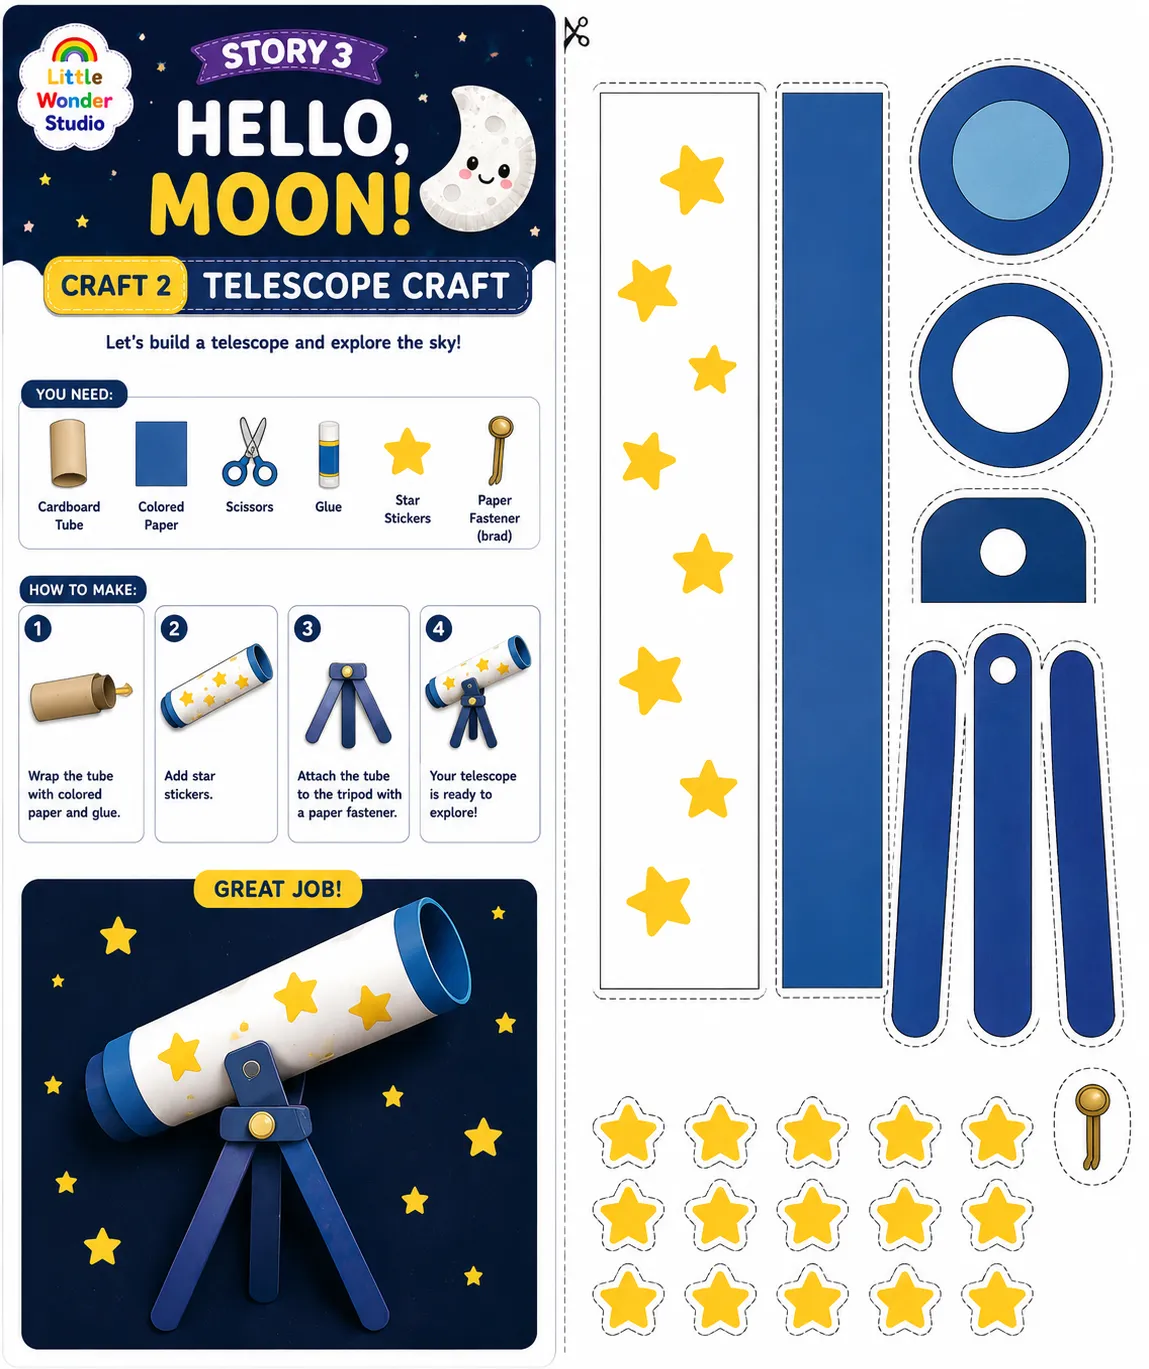 Little
Wonder
Studio
STORY 3
HELLO,
MOON!
CRAFT 2
TELESCOPE CRAFT
Let's build a telescope and explore the sky!
YOU NEED:
Cardboard
Tube
Colored
Paper
Scissors
Glue
Star
Stickers
Paper
Fastener
(brad)
HOW TO MAKE:
1
Wrap the tube
with colored
paper and glue.
2
Add star
stickers.
3
Attach the tube
to the tripod with
a paper fastener.
4
Your telescope
is ready to
explore!
GREAT JOB!